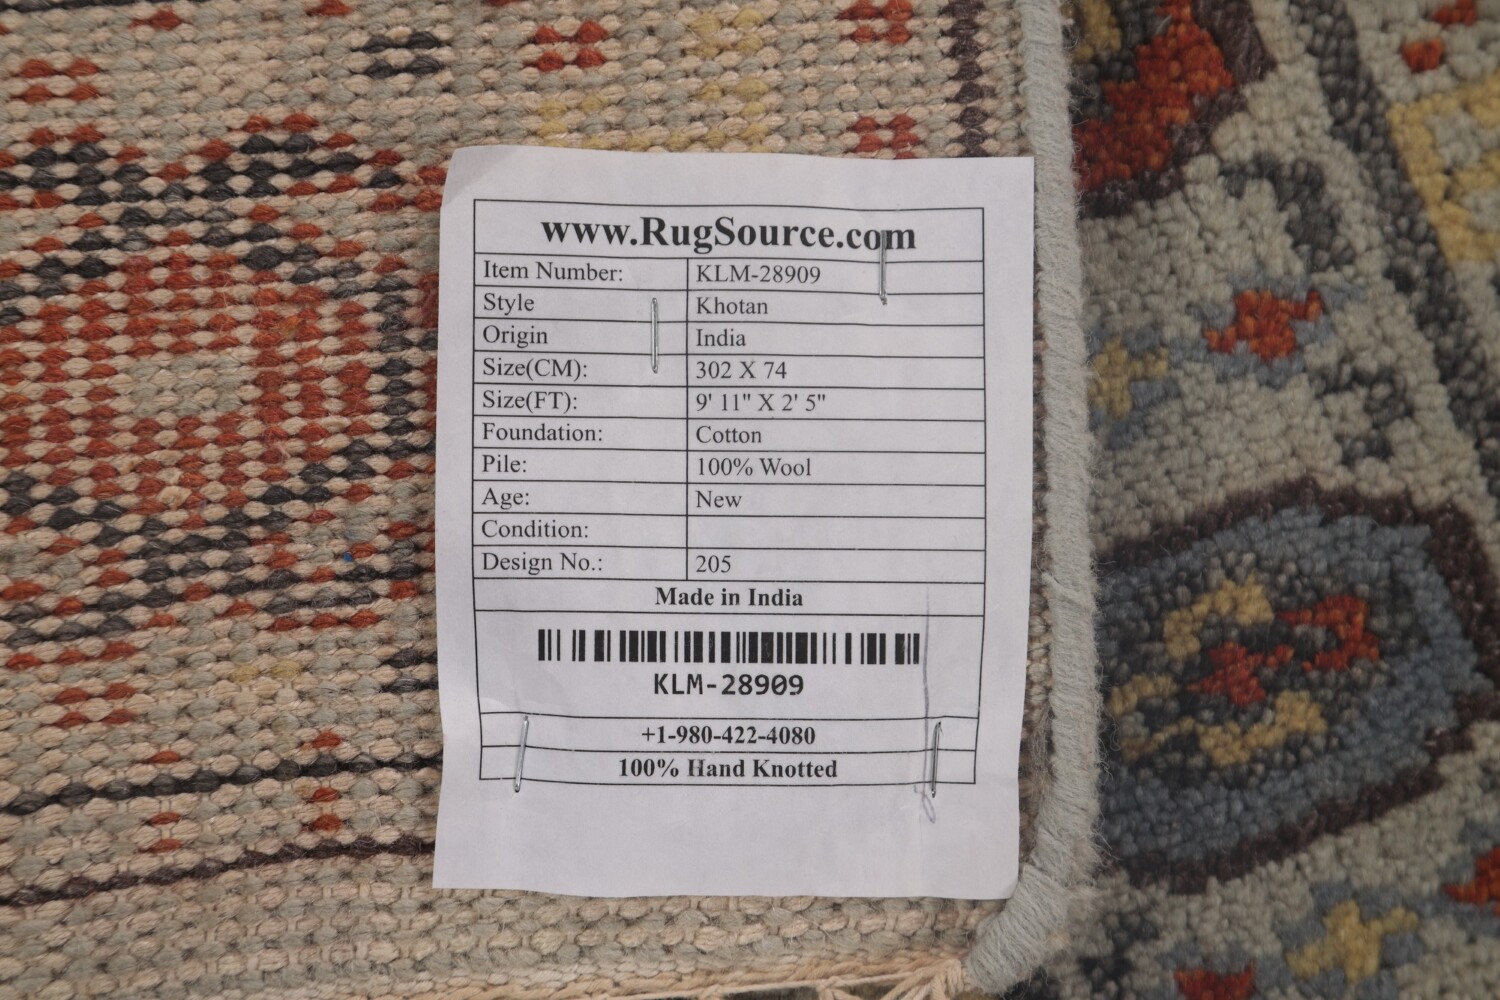 www.RugSource.com
Item Number: KLM-28909
Style Khotan
Origin India
Size(CM): 302 X 74
Size(FT): 9' 11" X 2' 5"
Foundation: Cotton
Pile: 100% Wool
Age: New
Condition:
Design No.: 205
Made in India
KLM-28909
+1-980-422-4080
100% Hand Knotted